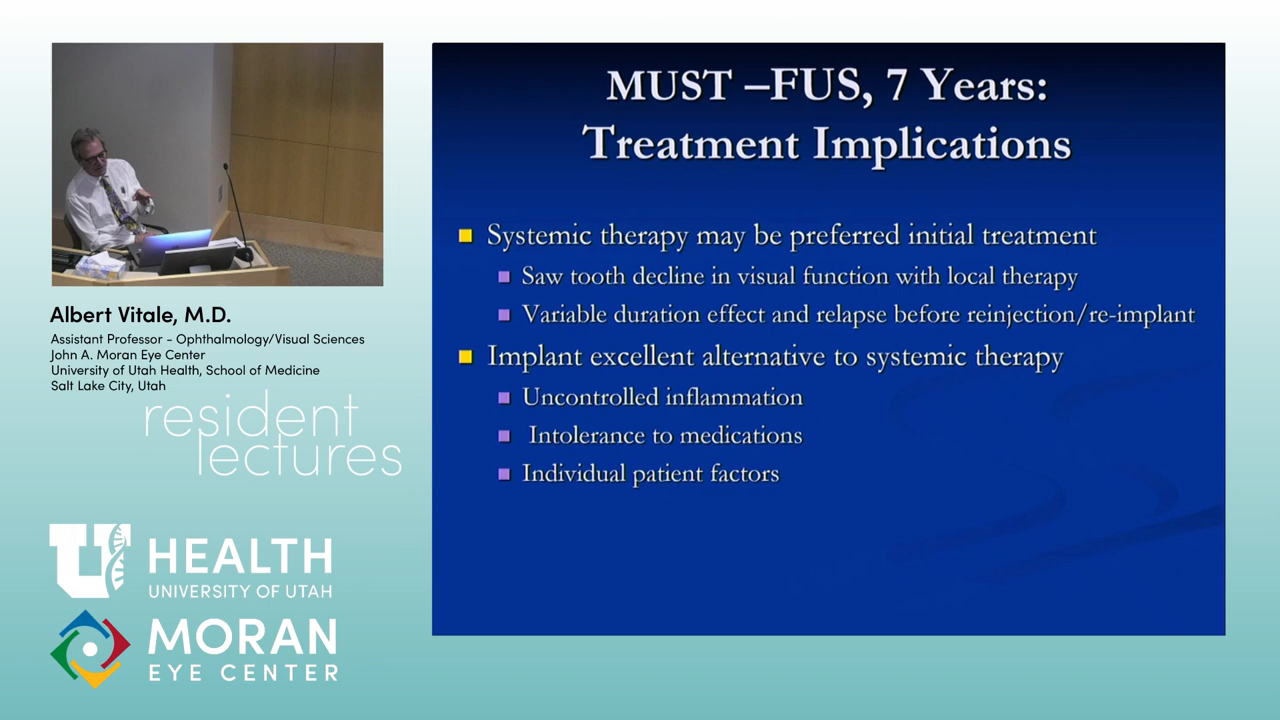 MUST –FUS, 7 Years:
Treatment Implications
Systemic therapy may be preferred initial treatment
Saw tooth decline in visual function with local therapy
Variable duration effect and relapse before reinjection/re-implant
Implant excellent alternative to systemic therapy
Uncontrolled inflammation
Intolerance to medications
Individual patient factors
Albert Vitale, M.D.
Assistant Professor - Ophthalmology/Visual Sciences
John A. Moran Eye Center
University of Utah Health, School of Medicine
Salt Lake City, Utah
resident
lectures
U HEALTH
UNIVERSITY OF UTAH
MORAN
EYE CENTER